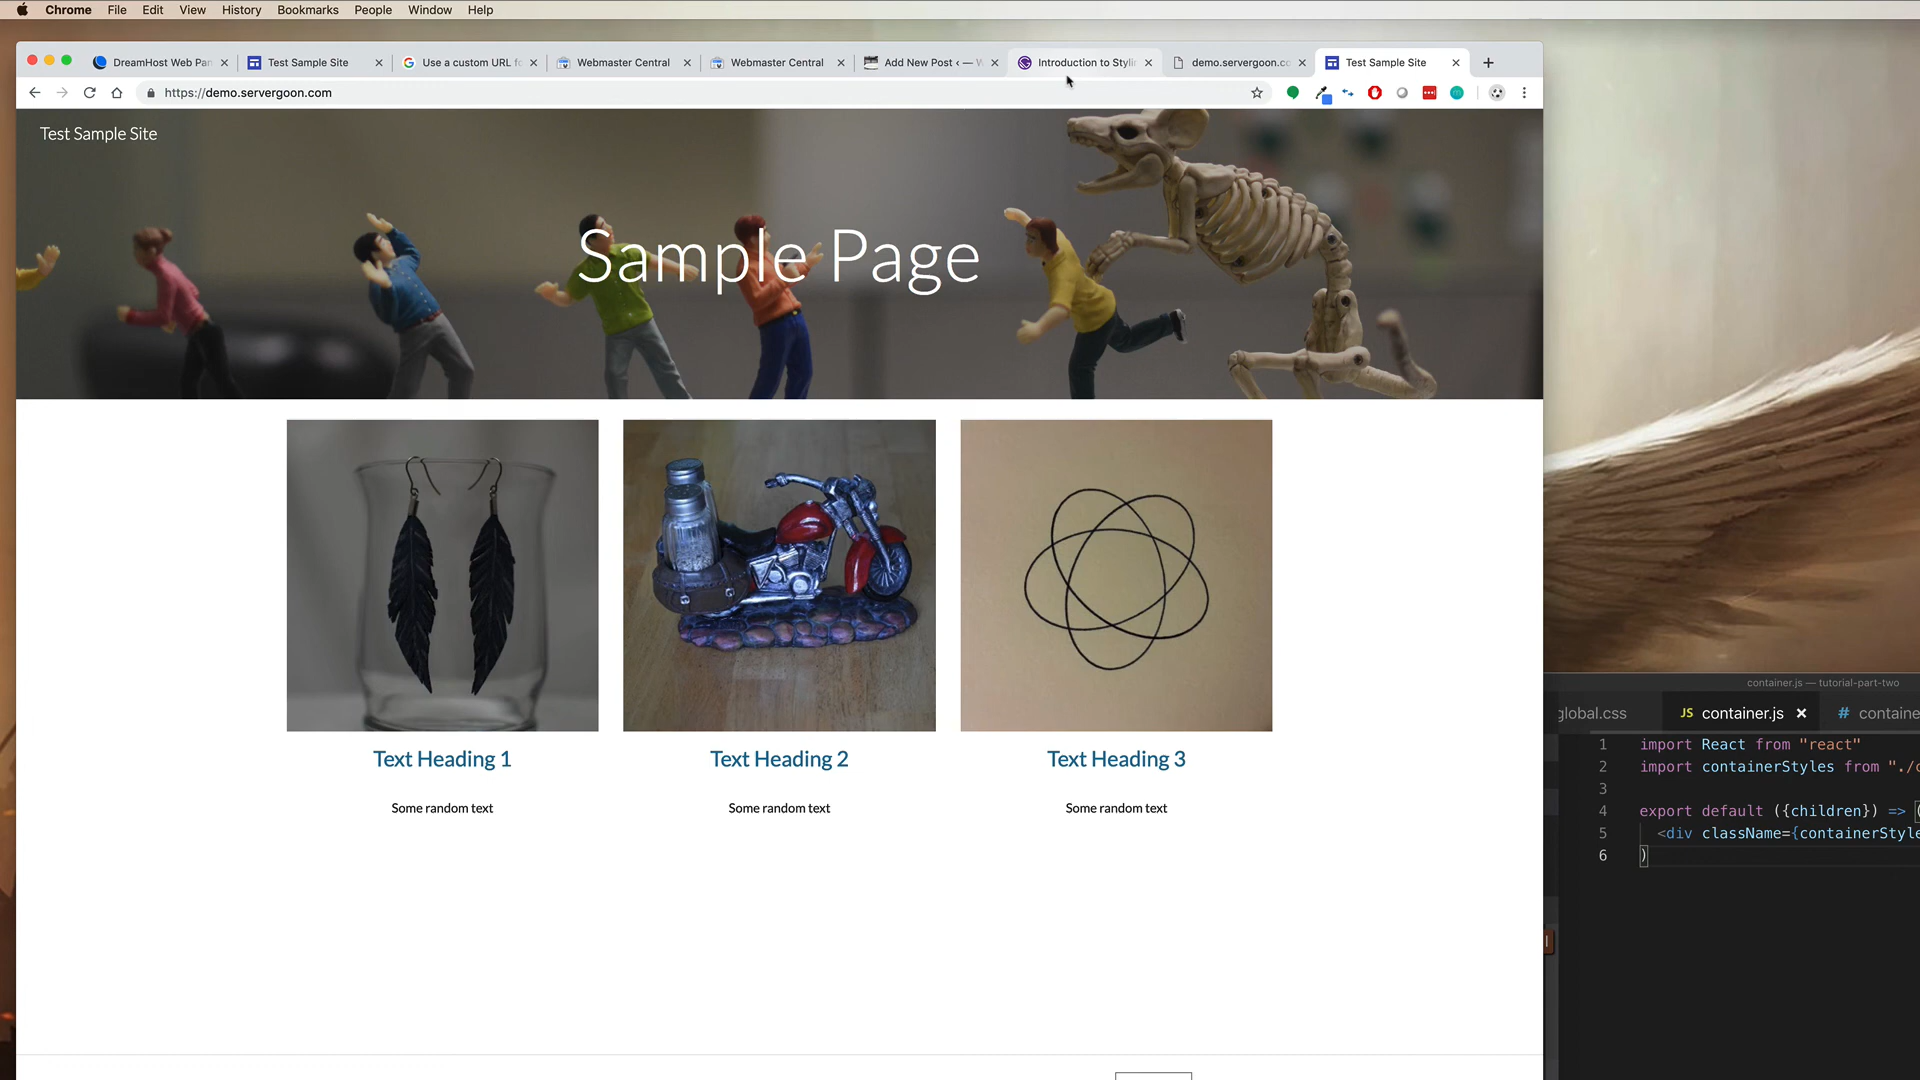 Chrome File Edit View History Bookmarks People Window Help
DreamHost Web Pan Test Sample Site Use a custom URL fo Webmaster Central Webmaster Central Add New Post ‹ — W Introduction to Styli demo.servergoon.co Test Sample Site
https://demo.servergoon.com
Test Sample Site
Sample Page
Text Heading 1
Text Heading 2
Text Heading 3
Some random text
Some random text
Some random text
container.js — tutorial-part-two
global.css JS container.js # containe
1 import React from "react"
2 import containerStyles from "./c
3
4 export default ({children}) => (
5 <div className={containerStyle
6 )